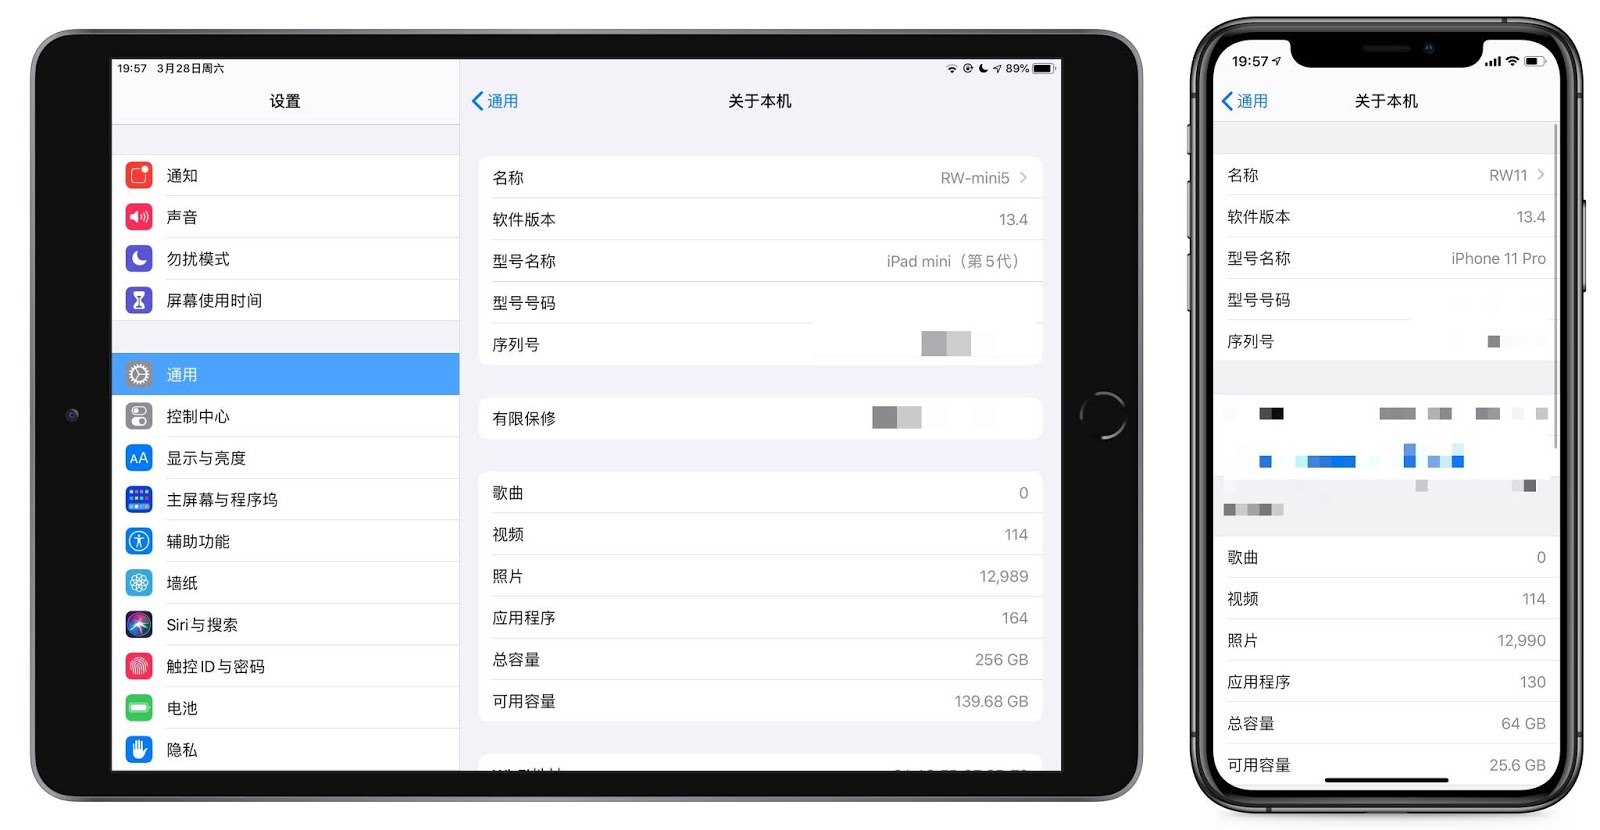 19:57 3月28日周六
89%
设置
通知
声音
勿扰模式
屏幕使用时间
通用
控制中心
显示与亮度
主屏幕与程序坞
辅助功能
墙纸
Siri与搜索
触控ID与密码
电池
隐私
通用
关于本机
名称 RW-mini5
软件版本 13.4
型号名称 iPad mini（第5代）
型号号码
序列号
有限保修
歌曲 0
视频 114
照片 12,989
应用程序 164
总容量 256 GB
可用容量 139.68 GB
19:57
通用
关于本机
名称 RW11
软件版本 13.4
型号名称 iPhone 11 Pro
型号号码
序列号
歌曲 0
视频 114
照片 12,990
应用程序 130
总容量 64 GB
可用容量 25.6 GB